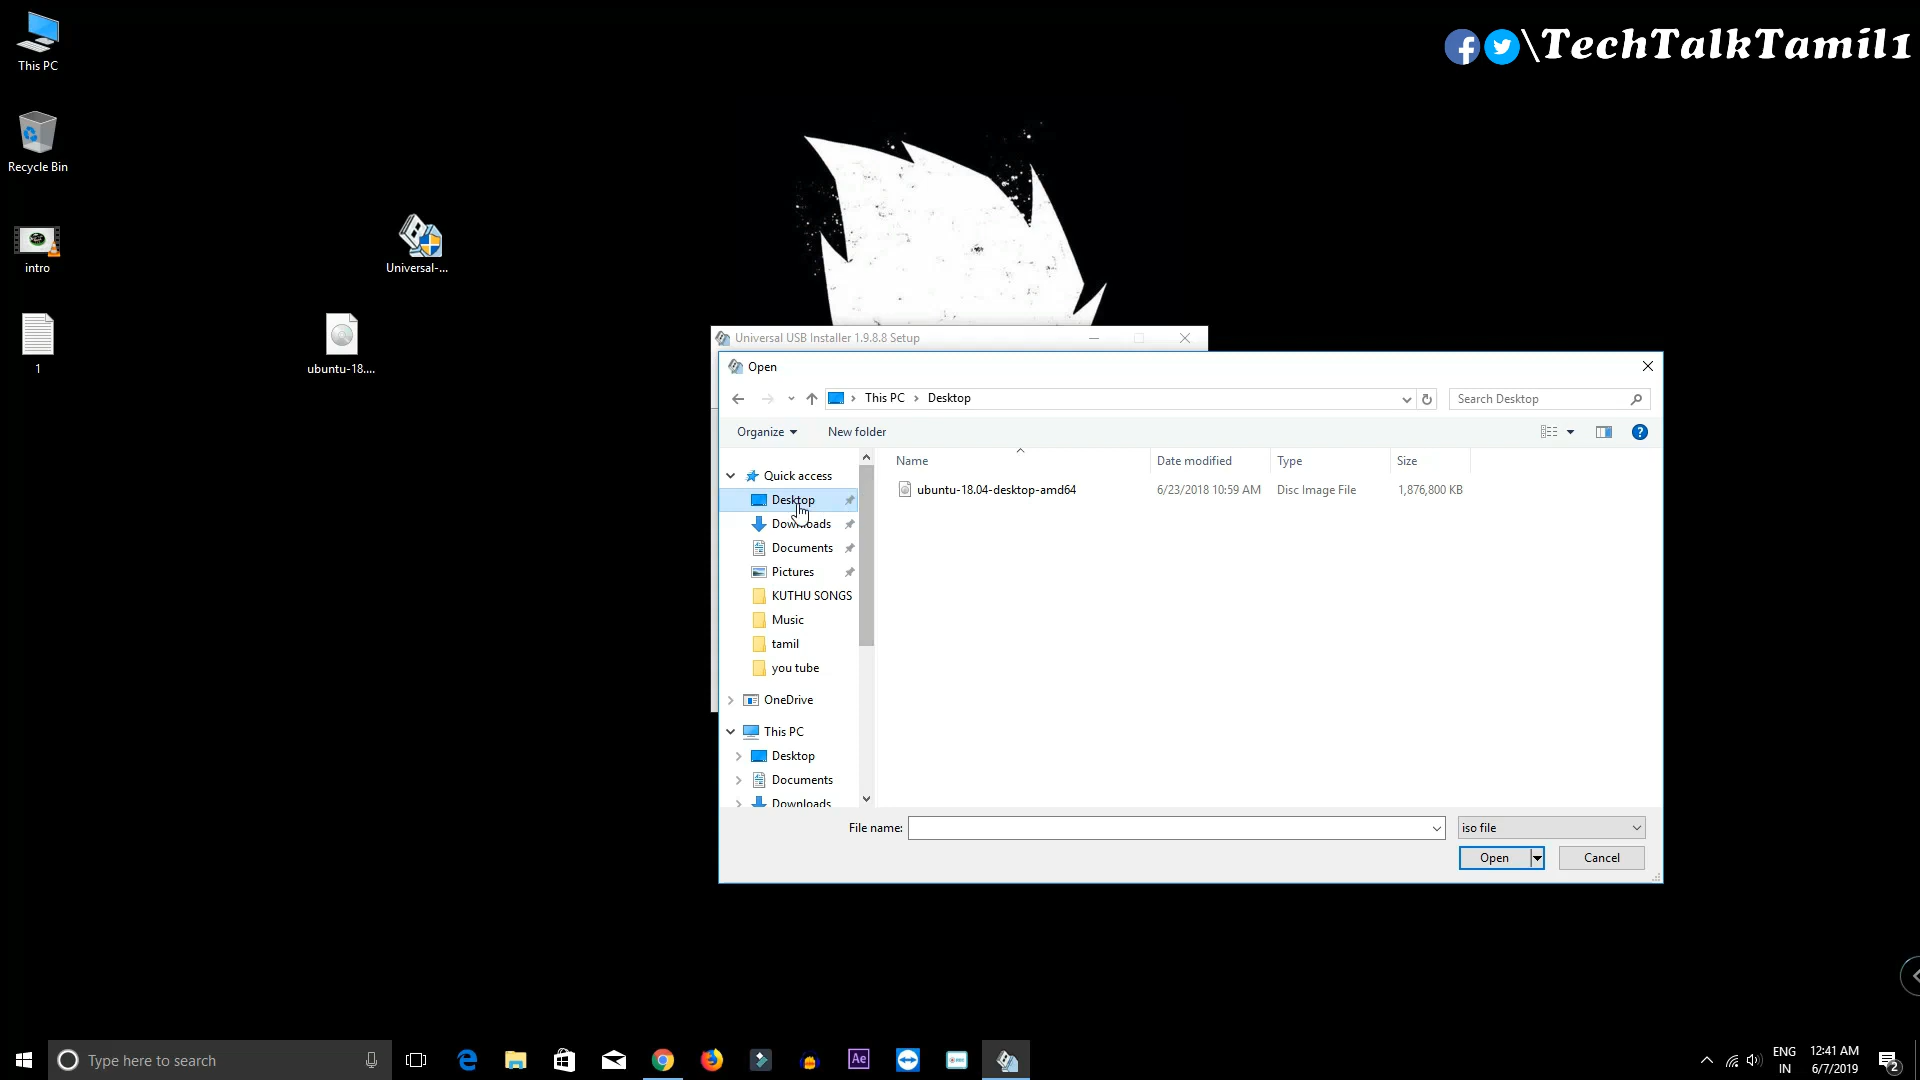 This PC
\TechTalkTamil1
Recycle Bin
intro
Universal-...
1
ubuntu-18....
Universal USB Installer 1.9.8.8 Setup
Open
This PC > Desktop
Search Desktop
Organize
New folder
Name
Date modified
Type
Size
Quick access
ubuntu-18.04-desktop-amd64
6/23/2018 10:59 AM
Disc Image File
1,876,800 KB
Desktop
Downloads
Documents
Pictures
KUTHU SONGS
Music
tamil
you tube
OneDrive
This PC
Desktop
Documents
Downloads
File name:
iso file
Open
Cancel
Type here to search
Ae
ENG
IN
12:41 AM
6/7/2019
2